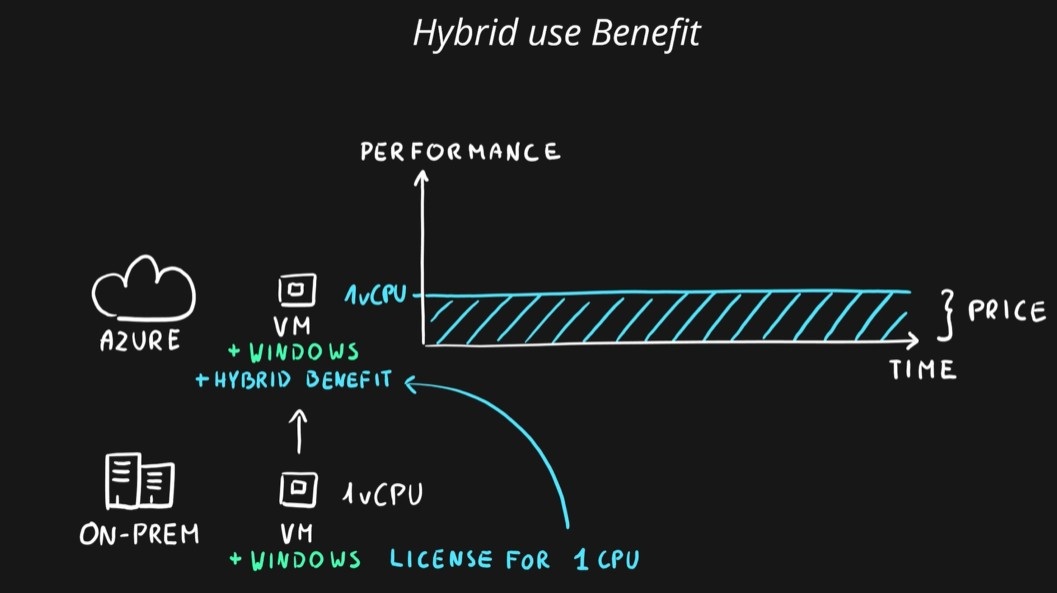 Hybrid use Benefit
PERFORMANCE
1vCPU
PRICE
AZURE
VM
+ WINDOWS
+ HYBRID BENEFIT
TIME
1vCPU
ON-PREM
VM
+ WINDOWS LICENSE FOR 1 CPU